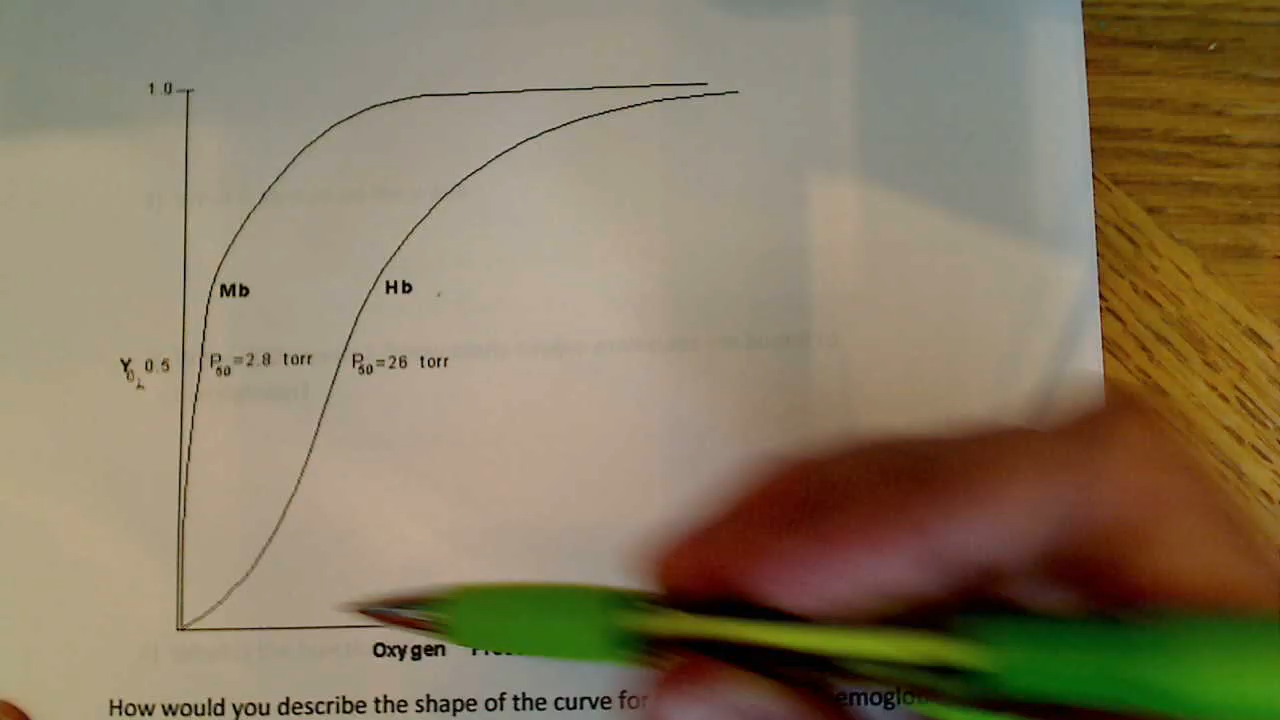 1.0
Mb
Hb
Y O2 0.5
P50=2.8 torr
P50=26 torr
Oxygen
How would you describe the shape of the curve for